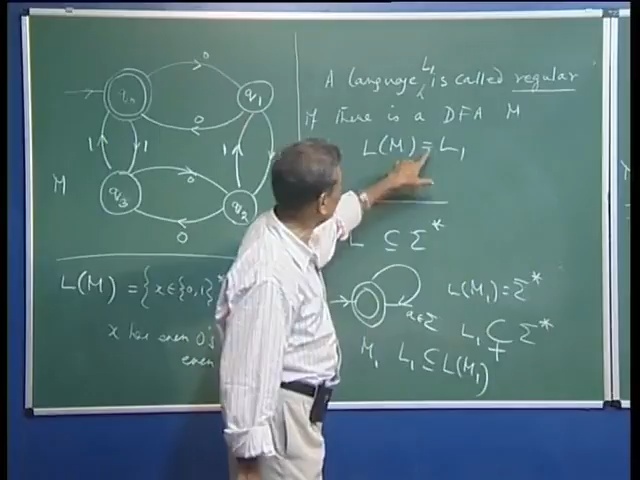 A language L₁ is called regular
if there is a DFA M
L(M) = L₁
L ⊆ Σ*
q₀
0
q₁
0
1
1
1
0
M
q₃
q₂
0
L(M) = { x ∈ {0,1}*
x has even 0's
even
a ∈ Σ
L(M₁) = Σ*
M₁
L₁ ⊊ Σ*
L₁ ⊆ L(M₁)